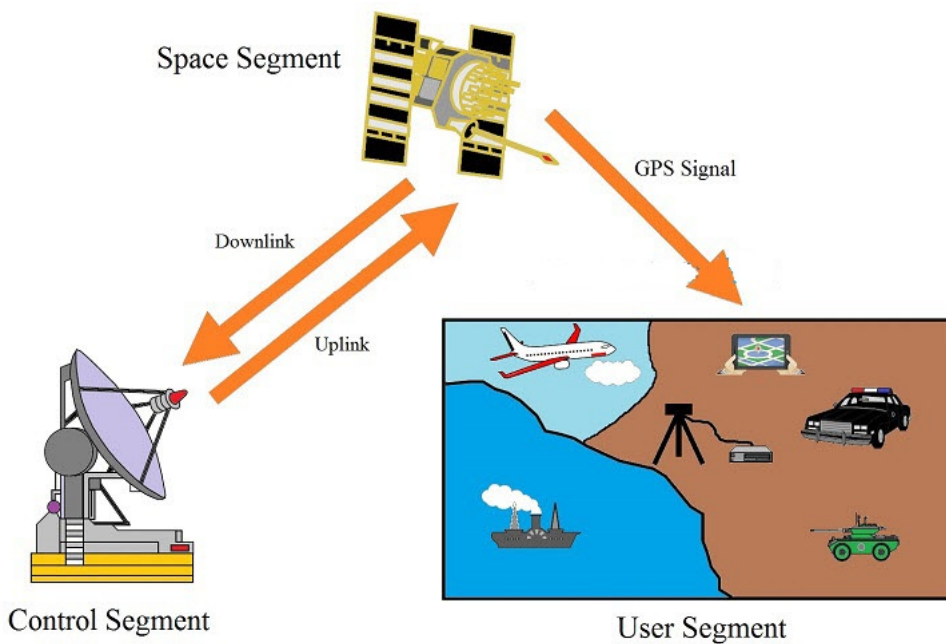 Space Segment
GPS Signal
Downlink
Uplink
Control Segment
User Segment